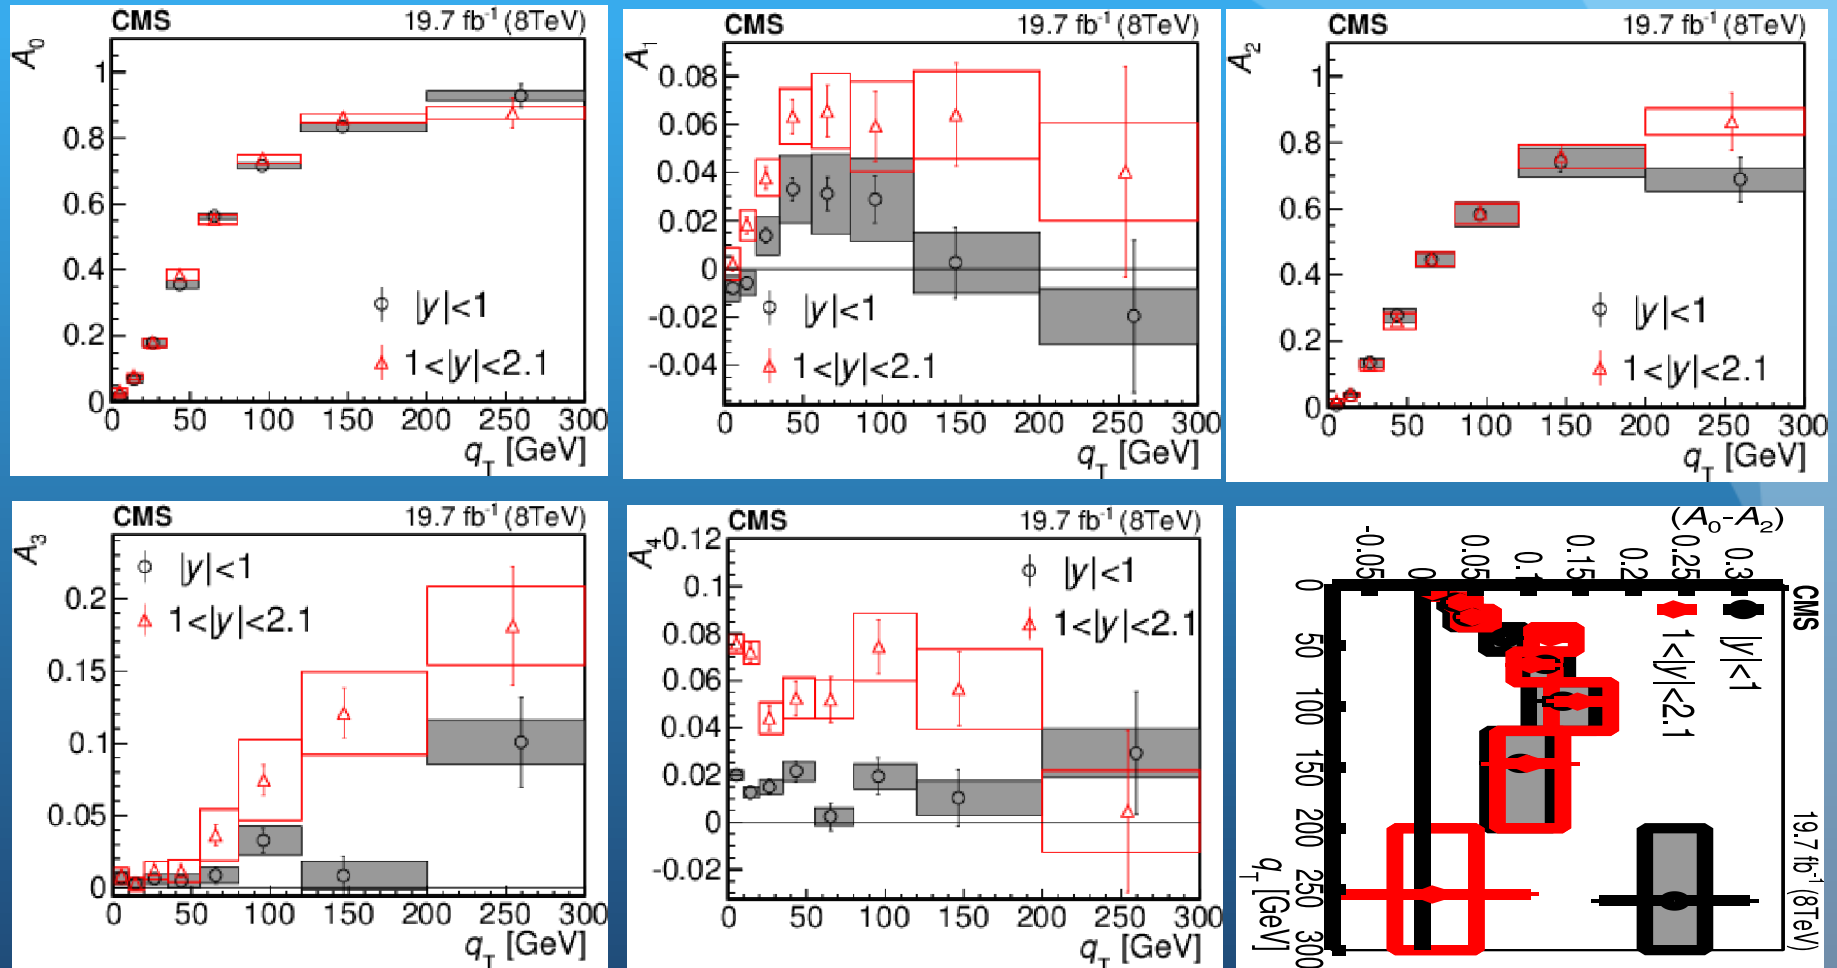 CMS 19.7 fb⁻¹ (8TeV)
A₀
1
0.8
0.6
0.4
0.2
0
|y|<1
1<|y|<2.1
0 50 100 150 200 250 300
q_T [GeV]
CMS 19.7 fb⁻¹ (8TeV)
A₁
0.08
0.06
0.04
0.02
0
-0.02
-0.04
|y|<1
1<|y|<2.1
0 50 100 150 200 250 300
q_T [GeV]
CMS 19.7 fb⁻¹ (8TeV)
A₂
1
0.8
0.6
0.4
0.2
0
|y|<1
1<|y|<2.1
0 50 100 150 200 250 300
q_T [GeV]
CMS 19.7 fb⁻¹ (8TeV)
A₃
|y|<1
1<|y|<2.1
0.2
0.15
0.1
0.05
0
0 50 100 150 200 250 300
q_T [GeV]
CMS 19.7 fb⁻¹ (8TeV)
A₄
0.12
0.1
0.08
0.06
0.04
0.02
0
-0.02
|y|<1
1<|y|<2.1
0 50 100 150 200 250 300
q_T [GeV]
CMS 19.7 fb⁻¹ (8TeV)
(A₀-A₂)
0.3
0.25
0.2
0.15
0.1
0.05
0
-0.05
|y|<1
1<|y|<2.1
0 50 100 150 200 250 300
q_T [GeV]